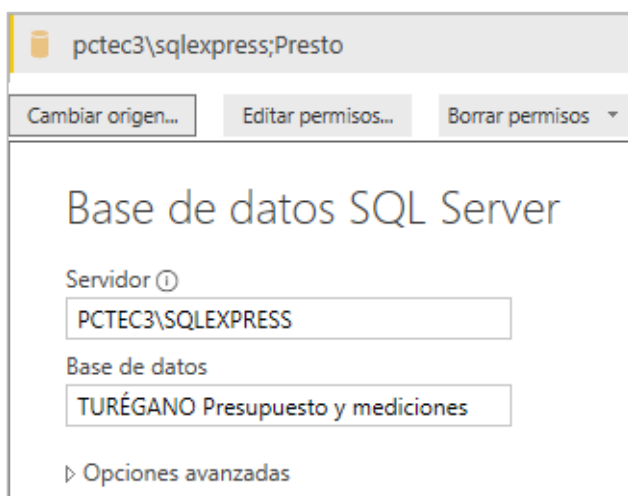 pctec3\sqlexpress;Presto
Cambiar origen... Editar permisos... Borrar permisos
Base de datos SQL Server
Servidor
PCTEC3\SQLEXPRESS
Base de datos
TURÉGANO Presupuesto y mediciones
Opciones avanzadas